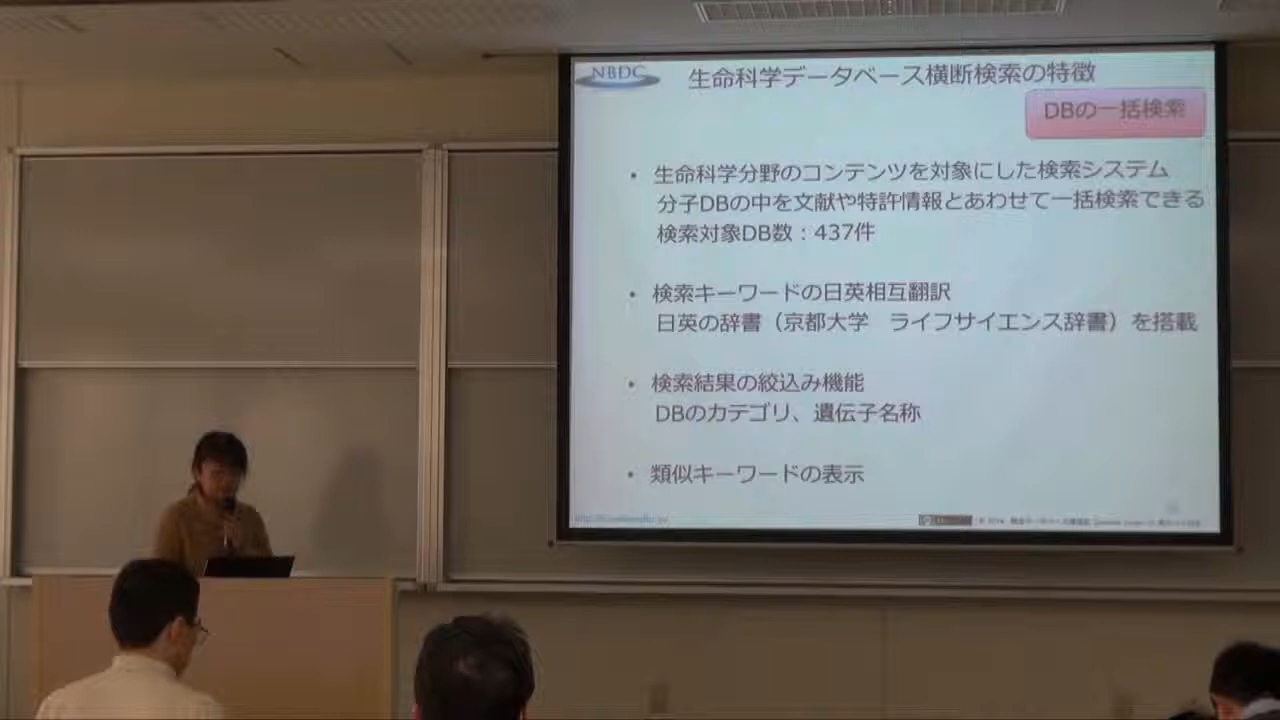 NBDC
生命科学データベース横断検索の特徴
DBの一括検索
• 生命科学分野のコンテンツを対象にした検索システム
分子DBの中を文献や特許情報とあわせて一括検索できる
検索対象DB数：437件
• 検索キーワードの日英相互翻訳
日英の辞書（京都大学　ライフサイエンス辞書）を搭載
• 検索結果の絞込み機能
DBのカテゴリ、遺伝子名称
• 類似キーワードの表示